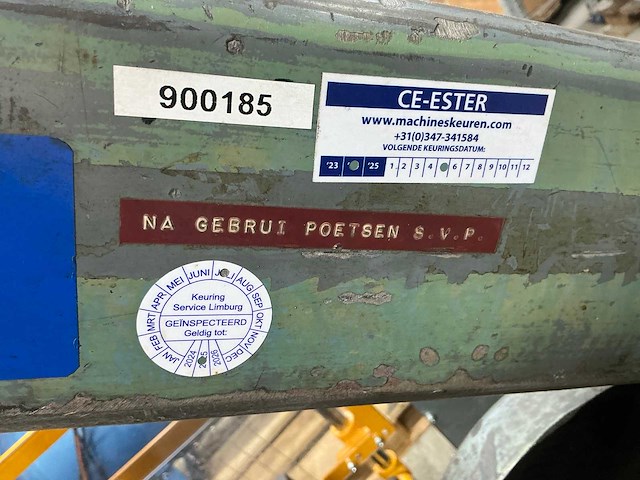 900185
CE-ESTER
www.machineskeuren.com
+31(0)347-341584
VOLGENDE KEURINGSDATUM:
'23 '25 1 2 3 4 6 7 8 9 10 11 12
NA GEBRUI POETSEN S.V.P.
JAN FEB MRT APR MEI JUNI JULI AUG SEP OKT NOV DEC
Keuring
Service Limburg
GEÏNSPECTEERD
Geldig tot:
2024 2025 2026